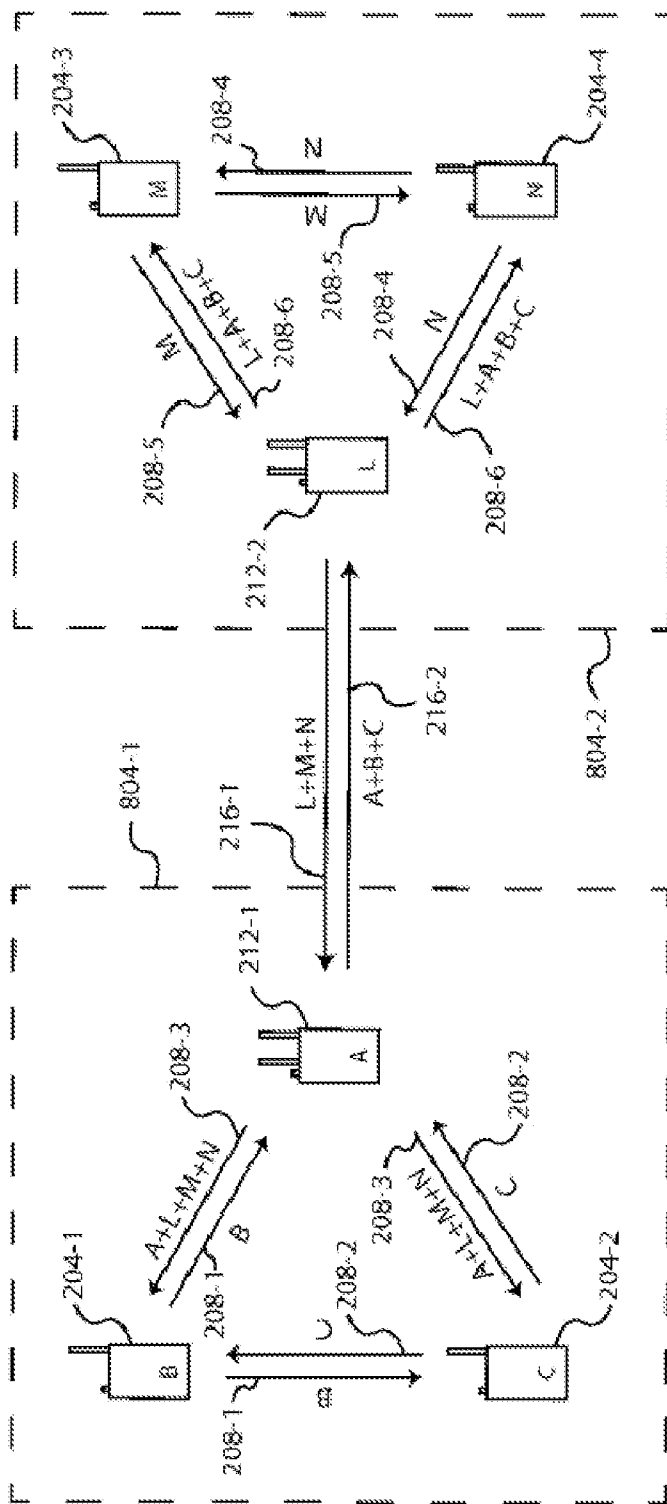 804-1
204-1
B
208-3
A+L+M+N
212-1
208-1
B
208-1
B
C
208-2
A
208-3
A+L+M+N
C
208-2
C
204-2
216-1
L+M+N
A+B+C
216-2
804-2
204-3
M
208-5
M
L+A+B+C
208-6
208-4
N
M
208-5
L
212-2
208-4
N
L+A+B+C
208-6
N
204-4